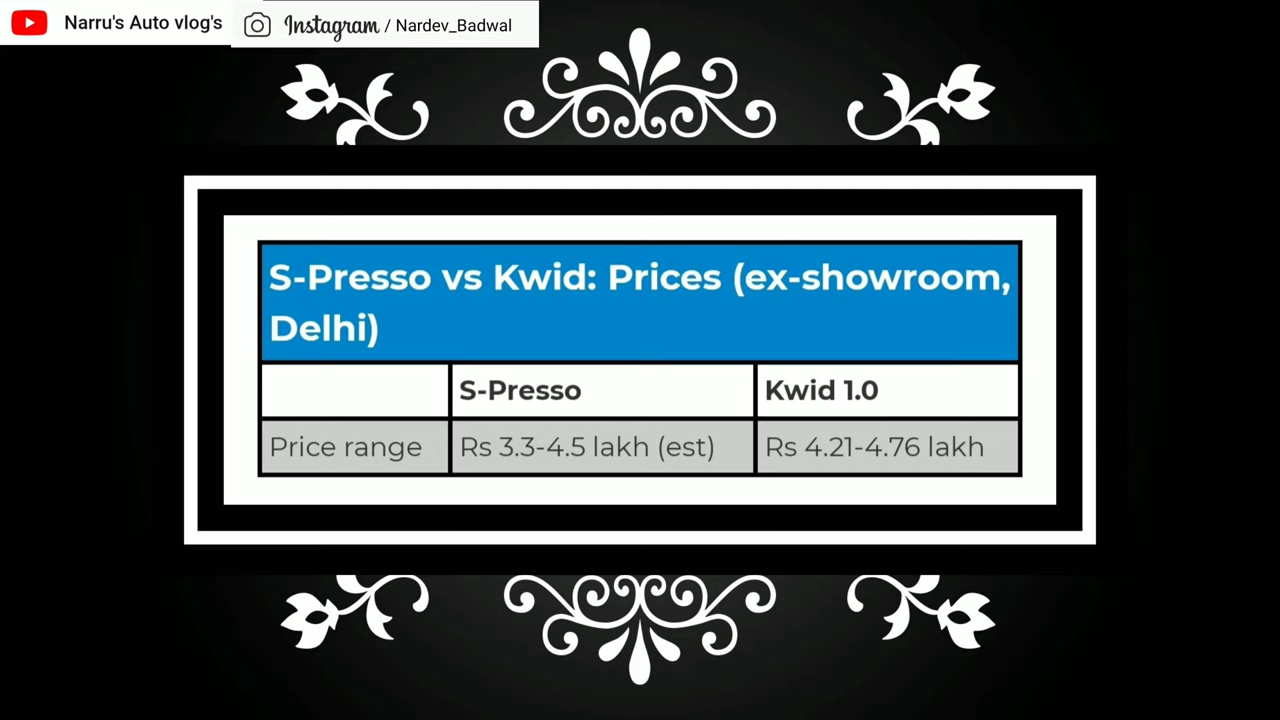 Narru's Auto vlog's
Instagram / Nardev_Badwal
S-Presso vs Kwid: Prices (ex-showroom,
Delhi)
S-Presso Kwid 1.0
Price range Rs 3.3-4.5 lakh (est) Rs 4.21-4.76 lakh